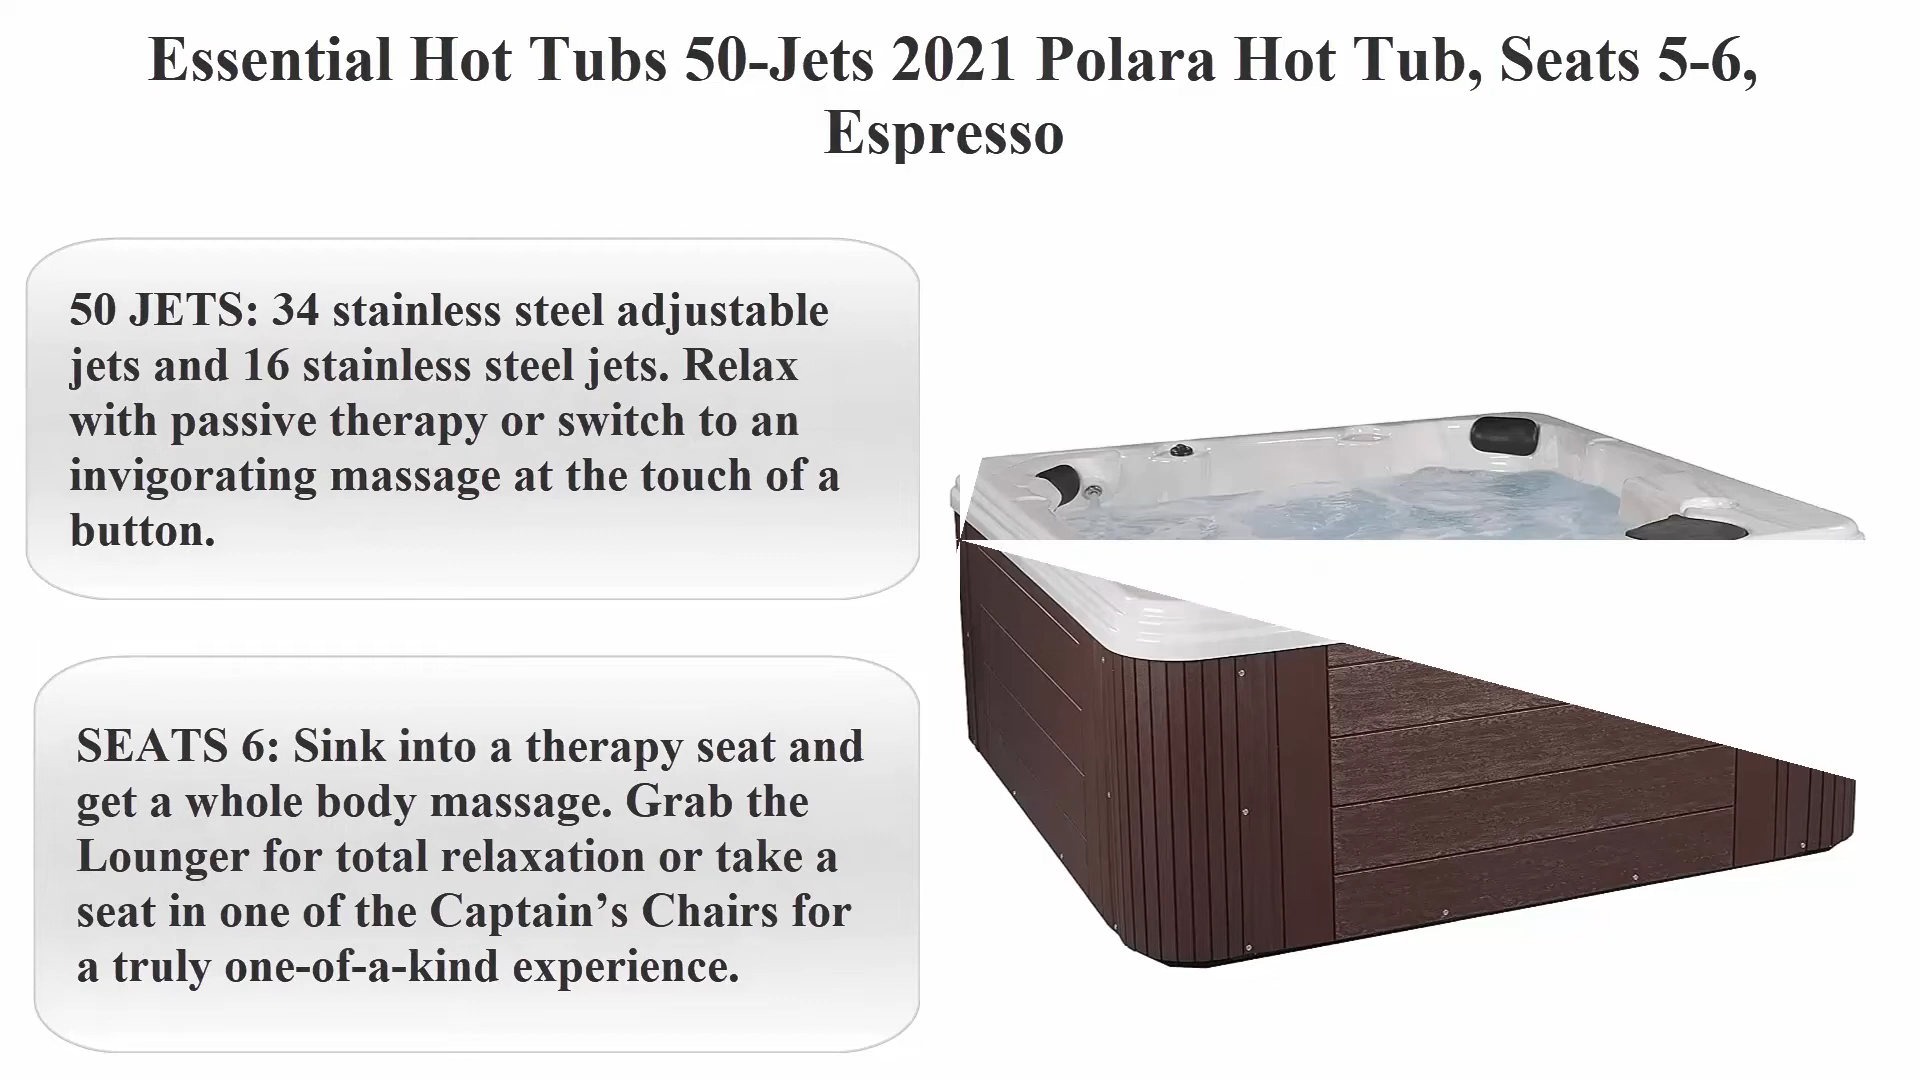 Essential Hot Tubs 50-Jets 2021 Polara Hot Tub, Seats 5-6,
Espresso
50 JETS: 34 stainless steel adjustable
jets and 16 stainless steel jets. Relax
with passive therapy or switch to an
invigorating massage at the touch of a
button.
SEATS 6: Sink into a therapy seat and
get a whole body massage. Grab the
Lounger for total relaxation or take a
seat in one of the Captain’s Chairs for
a truly one-of-a-kind experience.